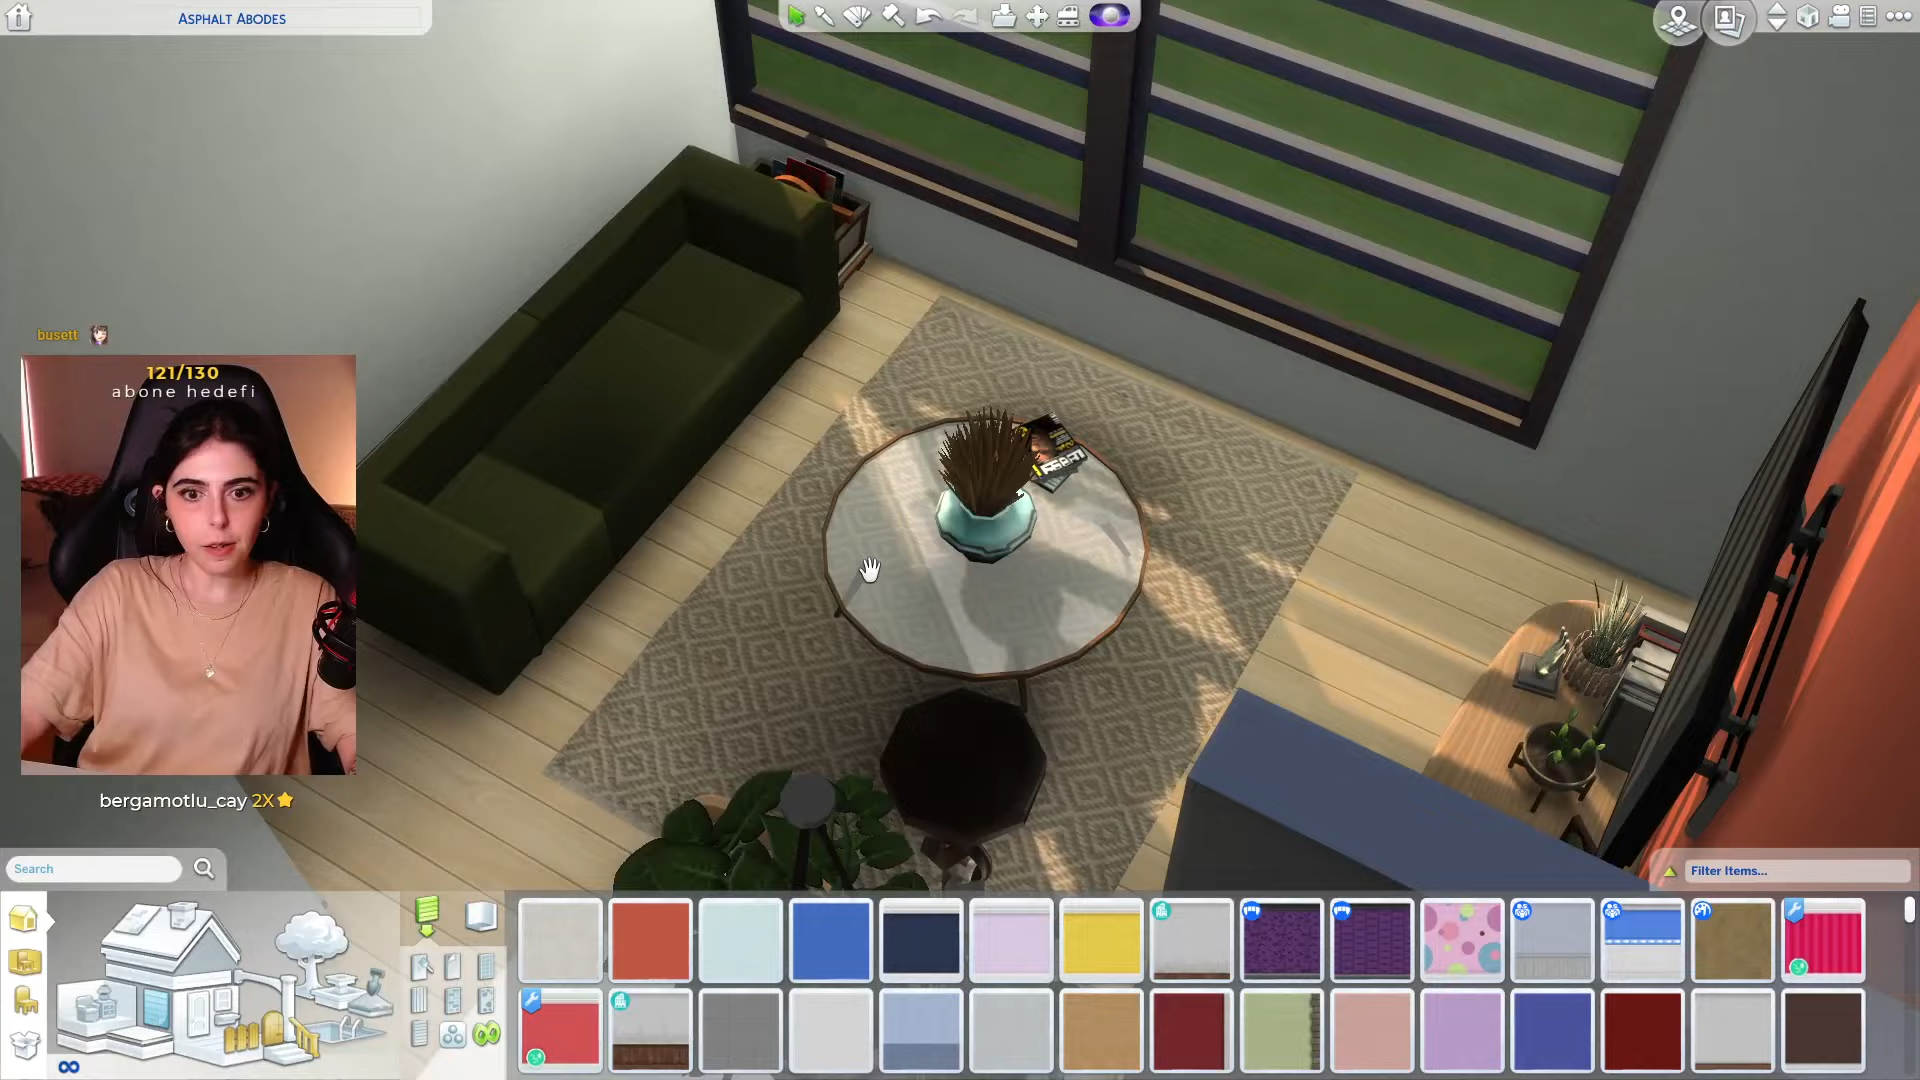 ASPHALT ABODES
busett
121/130
abone hedefi
bergamotlu_cay 2X
Search
Filter Items...